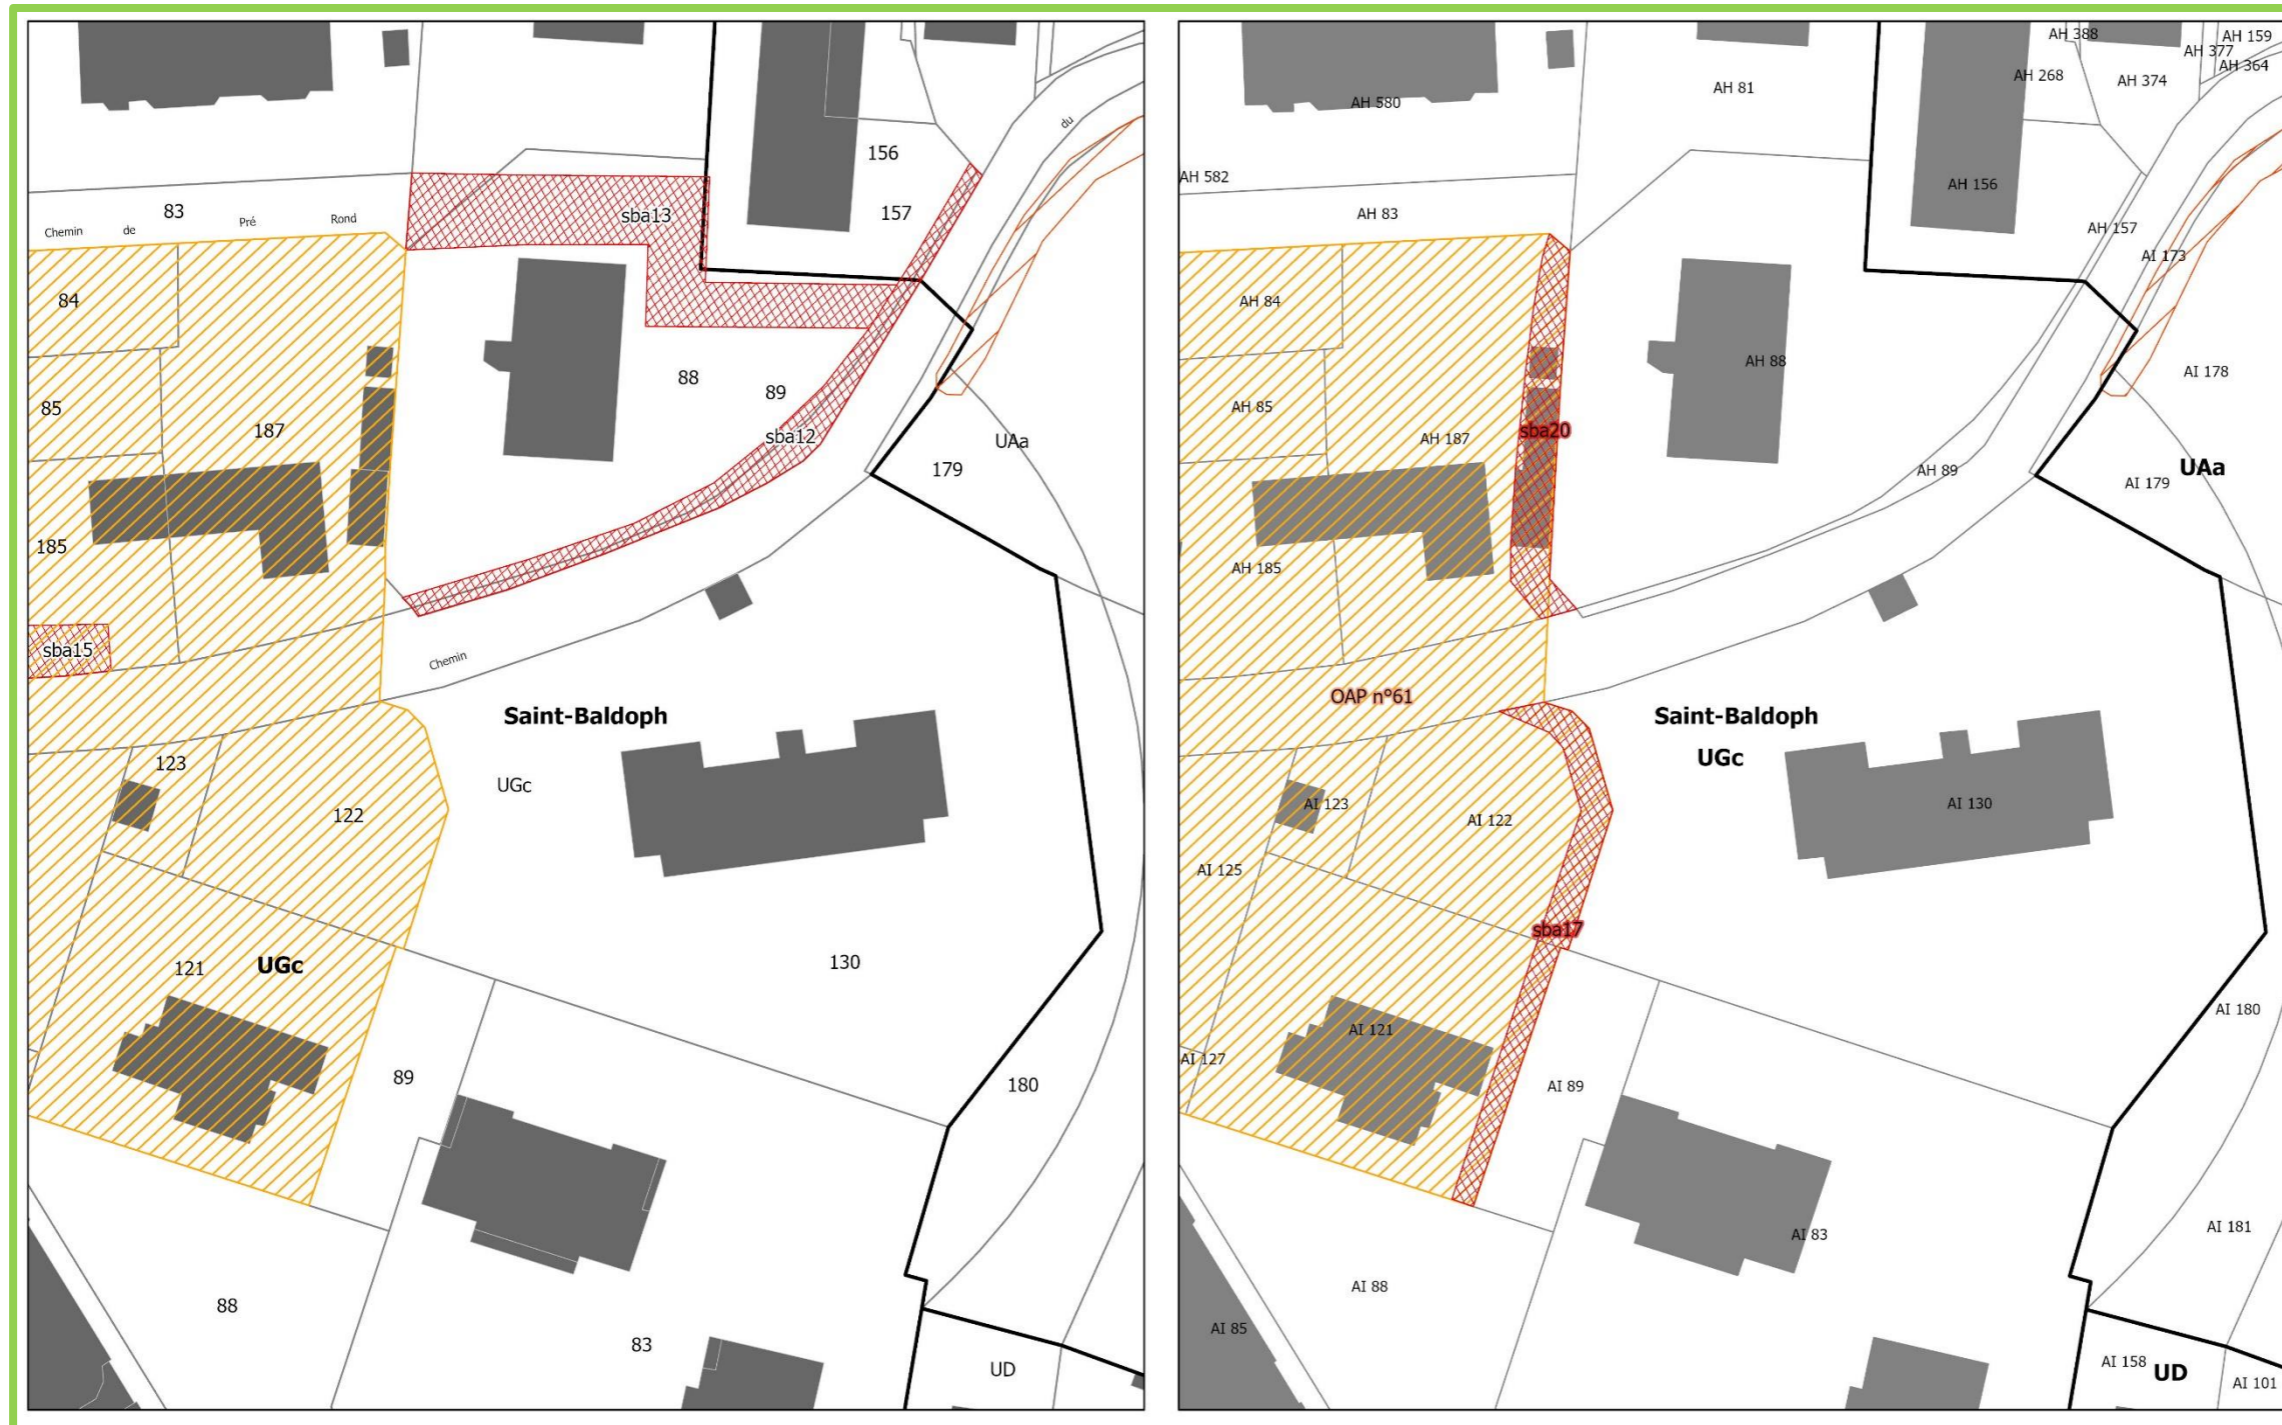 du
156
sba13
83
157
Chemin de Pré Rond
84
88
89
85
187
sba12
UAa
179
185
sba15
Chemin
Saint-Baldoph
123
UGc
122
121
UGc
130
89
180
88
83
UD
AH 388
AH 159
AH 377
AH 364
AH 268
AH 374
AH 81
AH 580
AH 582
AH 156
AH 83
AH 157
AI 173
AH 84
AH 88
AI 178
AH 85
sba20
AH 187
AH 89
UAa
AI 179
AH 185
OAP n°61
Saint-Baldoph
UGc
AI 123
AI 122
AI 130
AI 125
sba17
AI 180
AI 121
AI 127
AI 89
AI 181
AI 83
AI 88
AI 85
AI 158
UD
AI 101